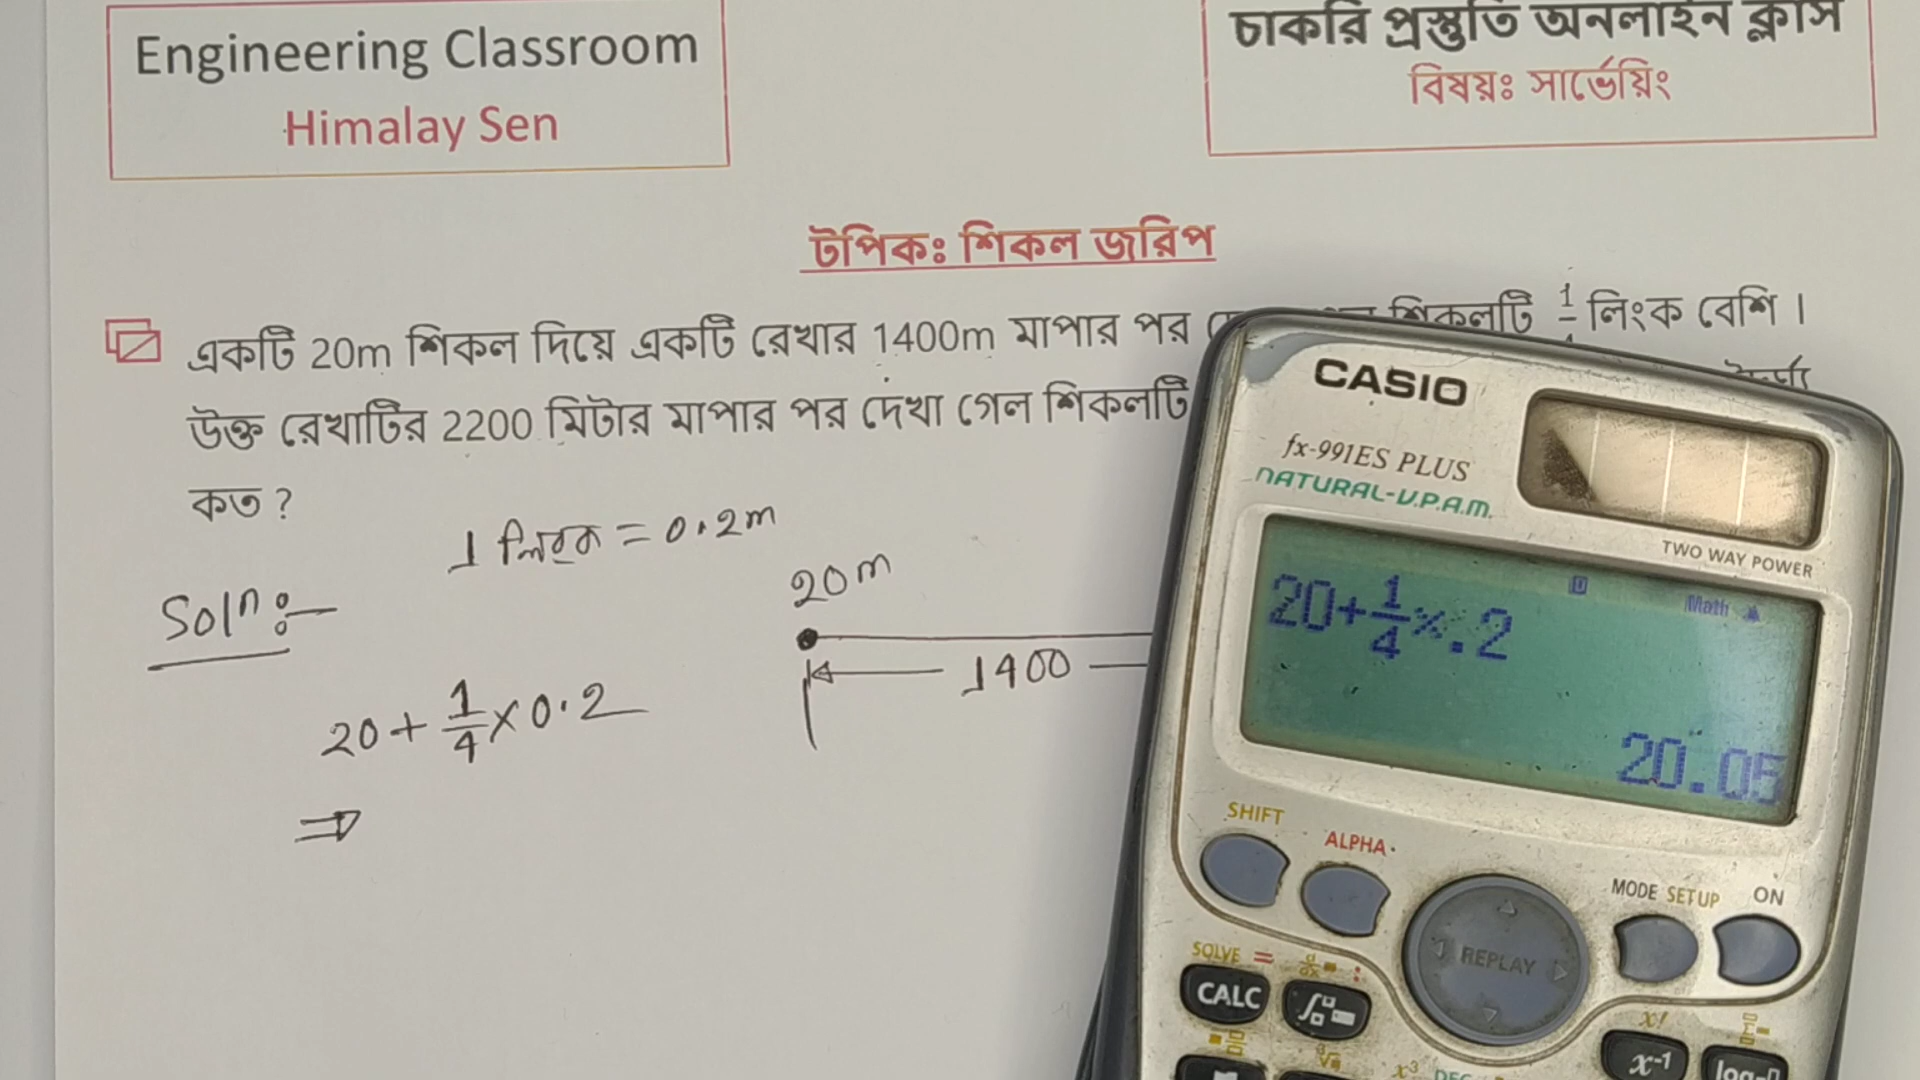 Engineering Classroom
Himalay Sen
চাকরি প্রস্তুতি অনলাইন ক্লাস
বিষয়ঃ সার্ভেয়িং
টপিকঃ শিকল জরিপ
একটি 20m শিকল দিয়ে একটি রেখার 1400m মাপার পর শিকলটি 1/4 লিংক বেশি ।
উক্ত রেখাটির 2200 মিটার মাপার পর দেখা গেল শিকলটি
কত ?
1 লিংক = 0.2m
Soln:-
20m
1400
20 + 1/4 × 0.2
⇒
CASIO
fx-991ES PLUS
NATURAL-V.P.A.M.
TWO WAY POWER
Math ▲
20+1/4×.2
20.05
SHIFT
ALPHA
MODE SETUP ON
REPLAY
SOLVE =
CALC
x!
x⁻¹
x³